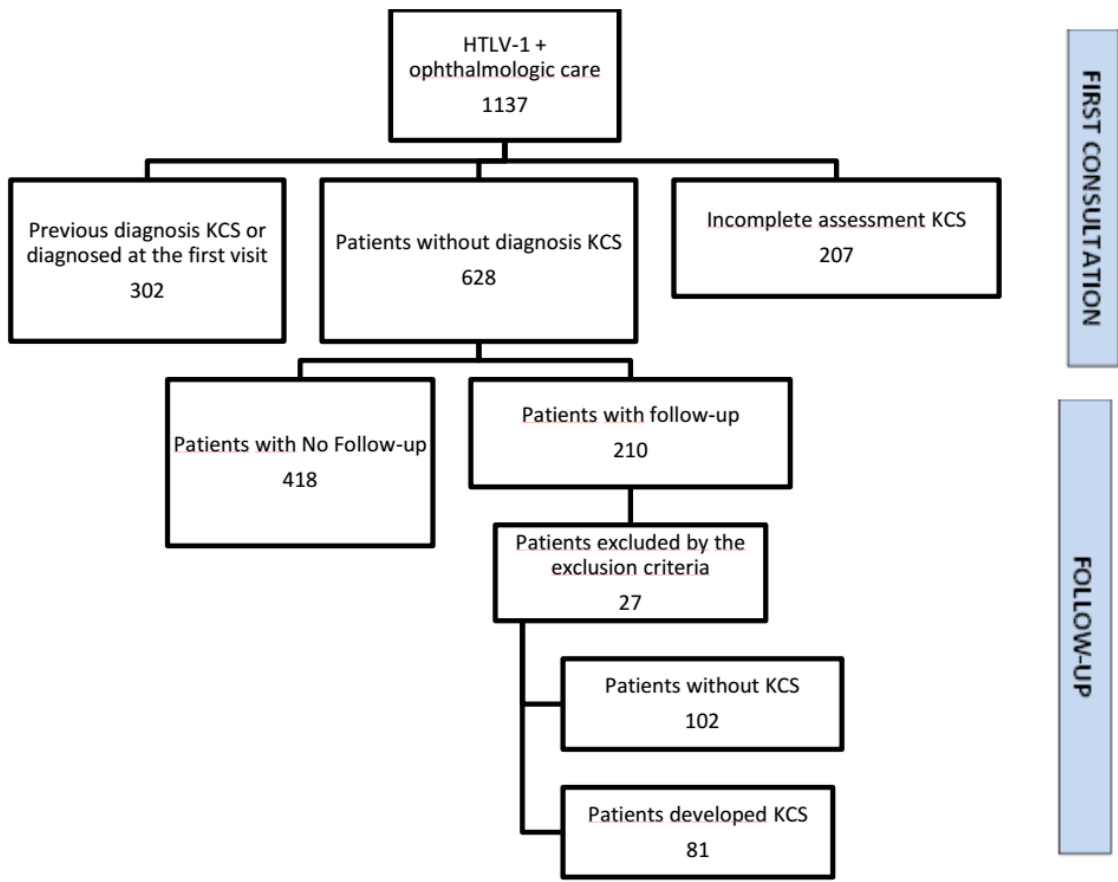 HTLV-1 +
ophthalmologic care
1137
FIRST CONSULTATION
Previous diagnosis KCS or
diagnosed at the first visit
302
Patients without diagnosis KCS
628
Incomplete assessment KCS
207
Patients with No Follow-up
418
Patients with follow-up
210
FOLLOW-UP
Patients excluded by the
exclusion criteria
27
Patients without KCS
102
Patients developed KCS
81